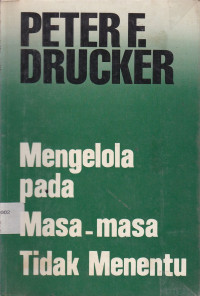 PETER F.
DRUCKER
Mengelola
pada
Masa-masa
Tidak Menentu